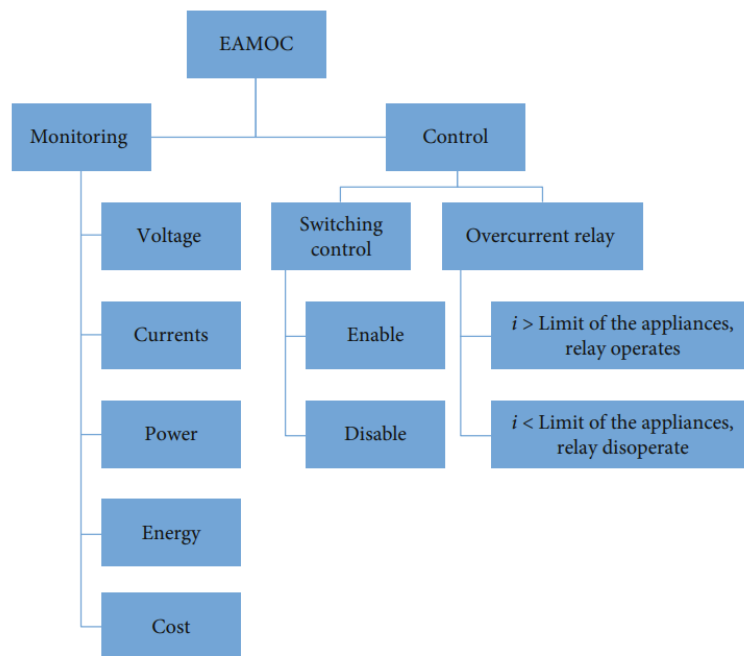 EAMOC
Monitoring
Control
Voltage
Currents
Power
Energy
Cost
Switching
control
Enable
Disable
Overcurrent relay
i > Limit of the appliances,
relay operates
i < Limit of the appliances,
relay disoperate